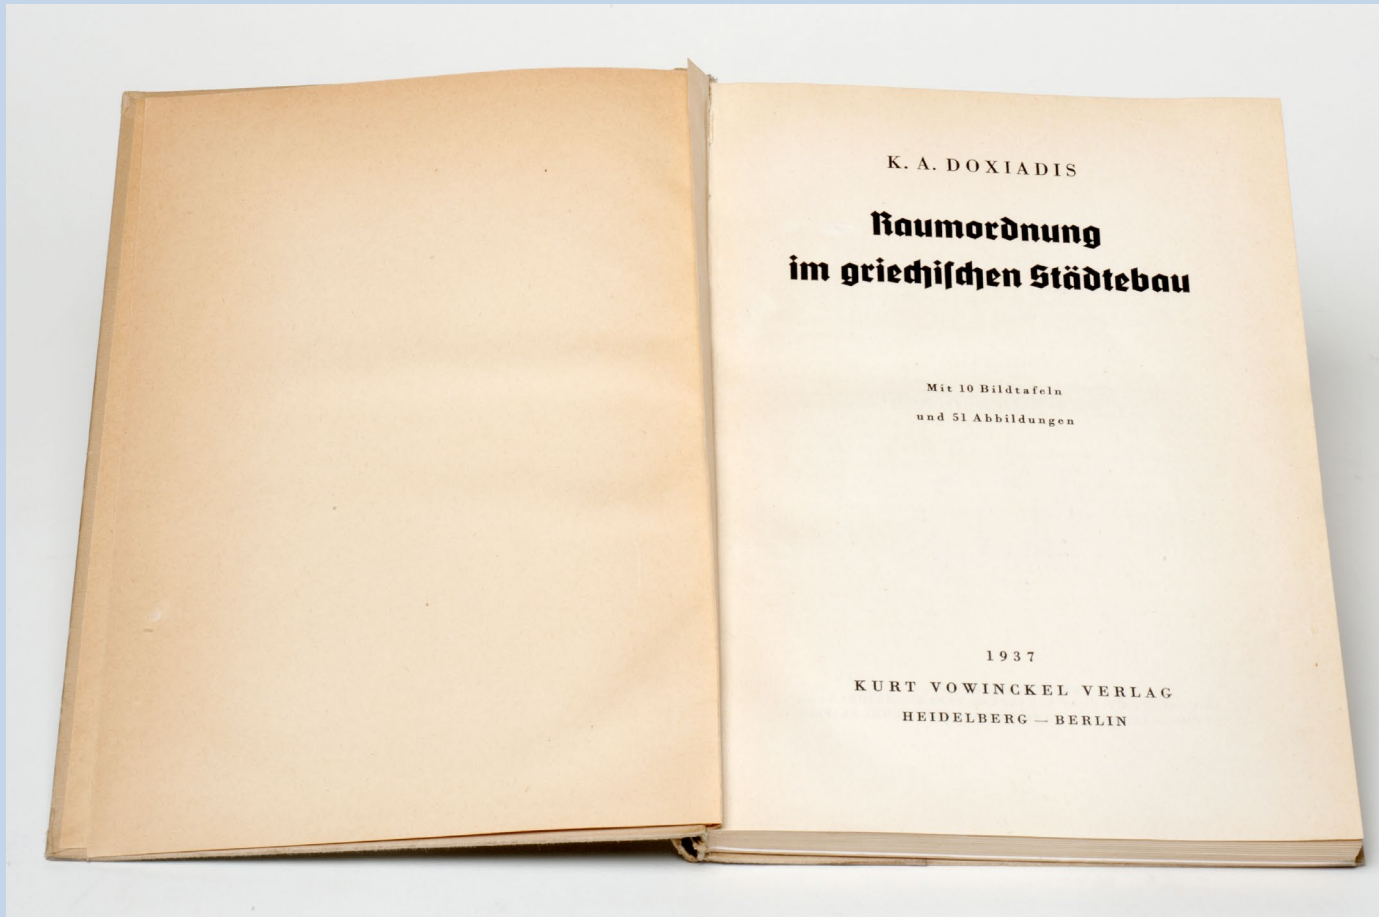 K. A. DOXIADIS
Raumordnung
im griechiſchen Städtebau
Mit 10 Bildtafeln
und 51 Abbildungen
1937
KURT VOWINCKEL VERLAG
HEIDELBERG — BERLIN